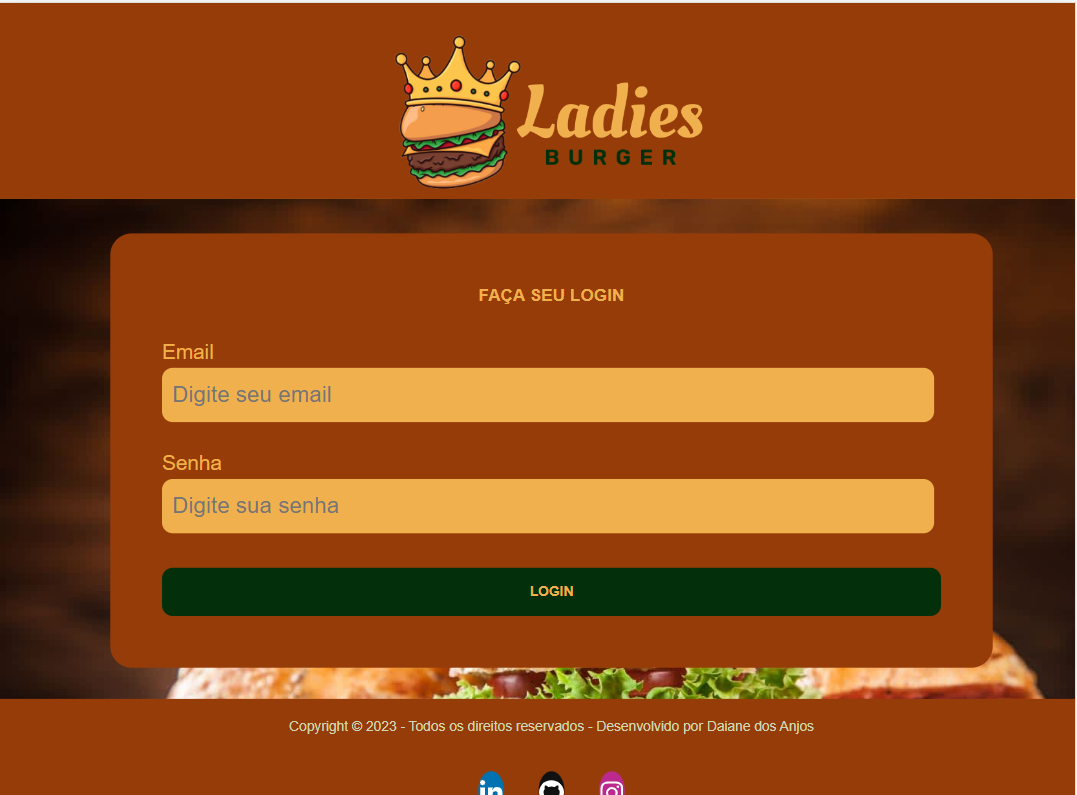 Ladies
BURGER
FAÇA SEU LOGIN
Email
Digite seu email
Senha
Digite sua senha
LOGIN
Copyright © 2023 - Todos os direitos reservados - Desenvolvido por Daiane dos Anjos
in